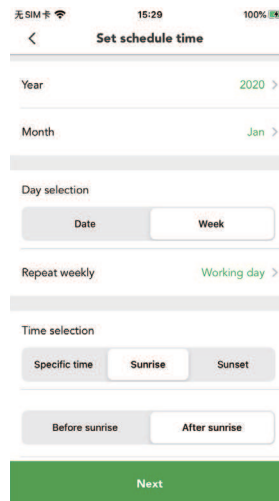 无SIM卡 15:29 100%
Set schedule time
Year 2020
Month Jan
Day selection
Date Week
Repeat weekly Working day
Time selection
Specific time Sunrise Sunset
Before sunrise After sunrise
Next